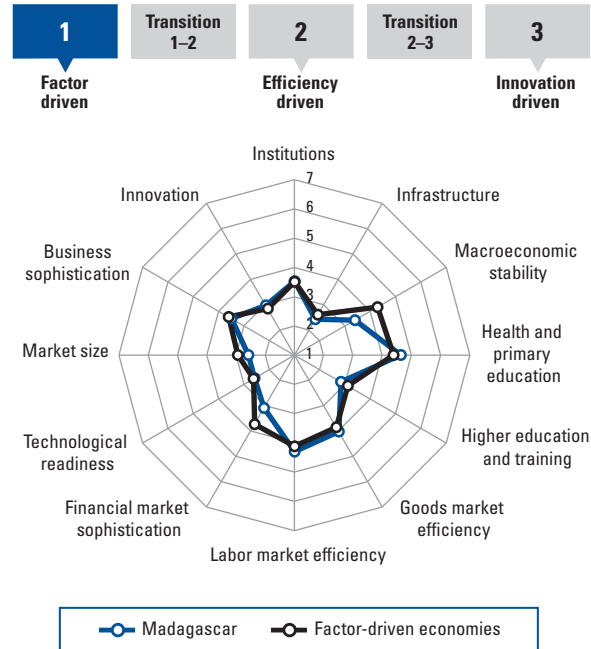 1
Transition
1–2
2
Transition
2–3
3
Factor
driven
Efficiency
driven
Innovation
driven
Institutions
7
Innovation
Infrastructure
6
5
Business
sophistication
Macroeconomic
stability
4
3
2
Market size
1
Health and
primary
education
Technological
readiness
Higher education
and training
Financial market
sophistication
Goods market
efficiency
Labor market efficiency
Madagascar
Factor-driven economies